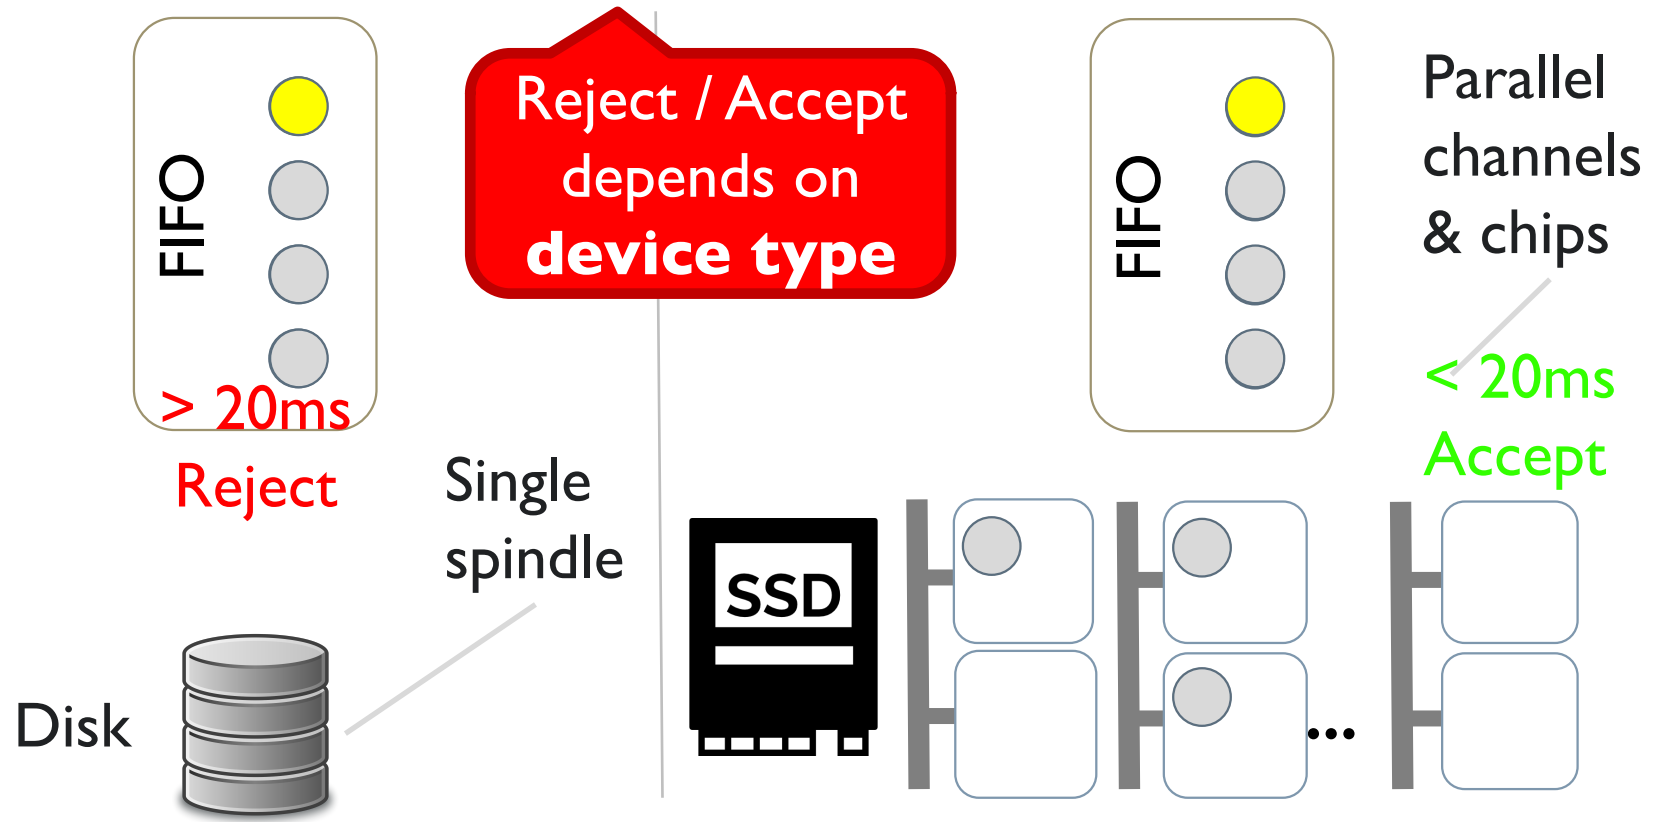 FIFO
> 20ms
Reject
Single
spindle
Disk
Reject / Accept
depends on
device type
FIFO
Parallel
channels
& chips
< 20ms
Accept
SSD
...